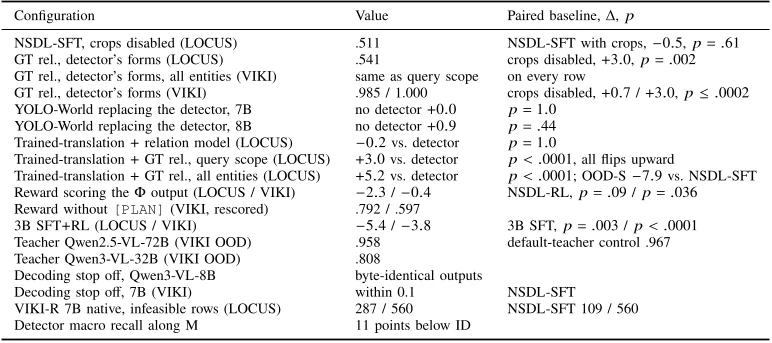 Configuration Value Paired baseline, Δ, p
NSDL-SFT, crops disabled (LOCUS) .511 NSDL-SFT with crops, −0.5, p = .61
GT rel., detector's forms (LOCUS) .541 crops disabled, +3.0, p = .002
GT rel., detector's forms, all entities (VIKI) same as query scope on every row
GT rel., detector's forms (VIKI) .985 / 1.000 crops disabled, +0.7 / +3.0, p ≤ .0002
YOLO-World replacing the detector, 7B no detector +0.0 p = 1.0
YOLO-World replacing the detector, 8B no detector +0.9 p = .44
Trained-translation + relation model (LOCUS) −0.2 vs. detector p = 1.0
Trained-translation + GT rel., query scope (LOCUS) +3.0 vs. detector p < .0001, all flips upward
Trained-translation + GT rel., all entities (LOCUS) +5.2 vs. detector p < .0001; OOD-S −7.9 vs. NSDL-SFT
Reward scoring the Φ output (LOCUS / VIKI) −2.3 / −0.4 NSDL-RL, p = .09 / p = .036
Reward without [PLAN] (VIKI, rescored) .792 / .597
3B SFT+RL (LOCUS / VIKI) −5.4 / −3.8 3B SFT, p = .003 / p < .0001
Teacher Qwen2.5-VL-72B (VIKI OOD) .958 default-teacher control .967
Teacher Qwen3-VL-32B (VIKI OOD) .808
Decoding stop off, Qwen3-VL-8B byte-identical outputs
Decoding stop off, 7B (VIKI) within 0.1 NSDL-SFT
VIKI-R 7B native, infeasible rows (LOCUS) 287 / 560 NSDL-SFT 109 / 560
Detector macro recall along M 11 points below ID